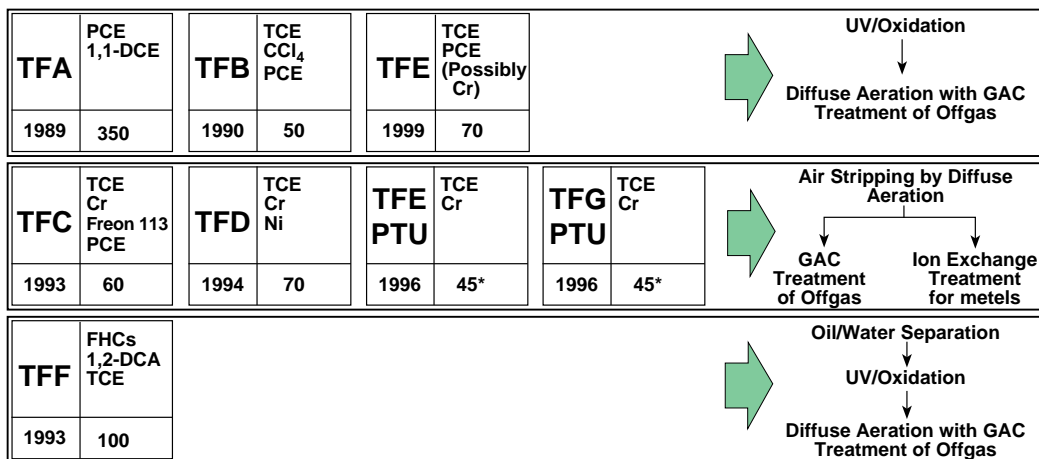 TFA
PCE
1,1-DCE
1989
350
TFB
TCE
CCl4
PCE
1990
50
TFE
TCE
PCE
(Possibly
Cr)
1999
70
UV/Oxidation
Diffuse Aeration with GAC
Treatment of Offgas
TFC
TCE
Cr
Freon 113
PCE
1993
60
TFD
TCE
Cr
Ni
1994
70
TFE
PTU
TCE
Cr
1996
45*
TFG
PTU
TCE
Cr
1996
45*
Air Stripping by Diffuse
Aeration
GAC
Treatment
of Offgas
Ion Exchange
Treatment
for metels
TFF
FHCs
1,2-DCA
TCE
1993
100
Oil/Water Separation
UV/Oxidation
Diffuse Aeration with GAC
Treatment of Offgas